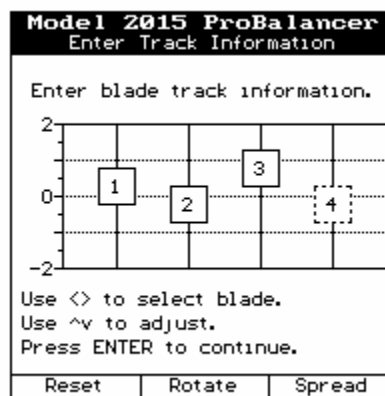 Model 2015 ProBalancer
Enter Track Information
Enter blade track information.
2
3
1
0
2
4
-2
Use <> to select blade.
Use ^v to adjust.
Press ENTER to continue.
Reset Rotate Spread